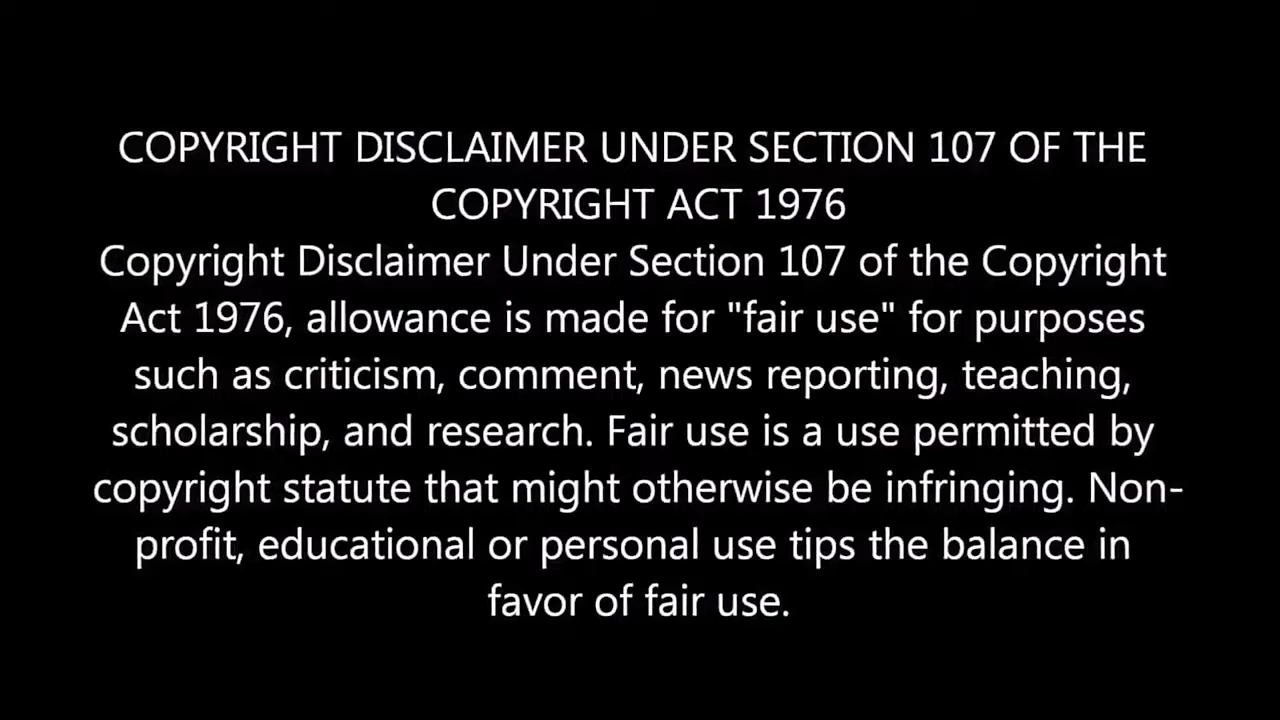 COPYRIGHT DISCLAIMER UNDER SECTION 107 OF THE
COPYRIGHT ACT 1976
Copyright Disclaimer Under Section 107 of the Copyright
Act 1976, allowance is made for "fair use" for purposes
such as criticism, comment, news reporting, teaching,
scholarship, and research. Fair use is a use permitted by
copyright statute that might otherwise be infringing. Non-
profit, educational or personal use tips the balance in
favor of fair use.